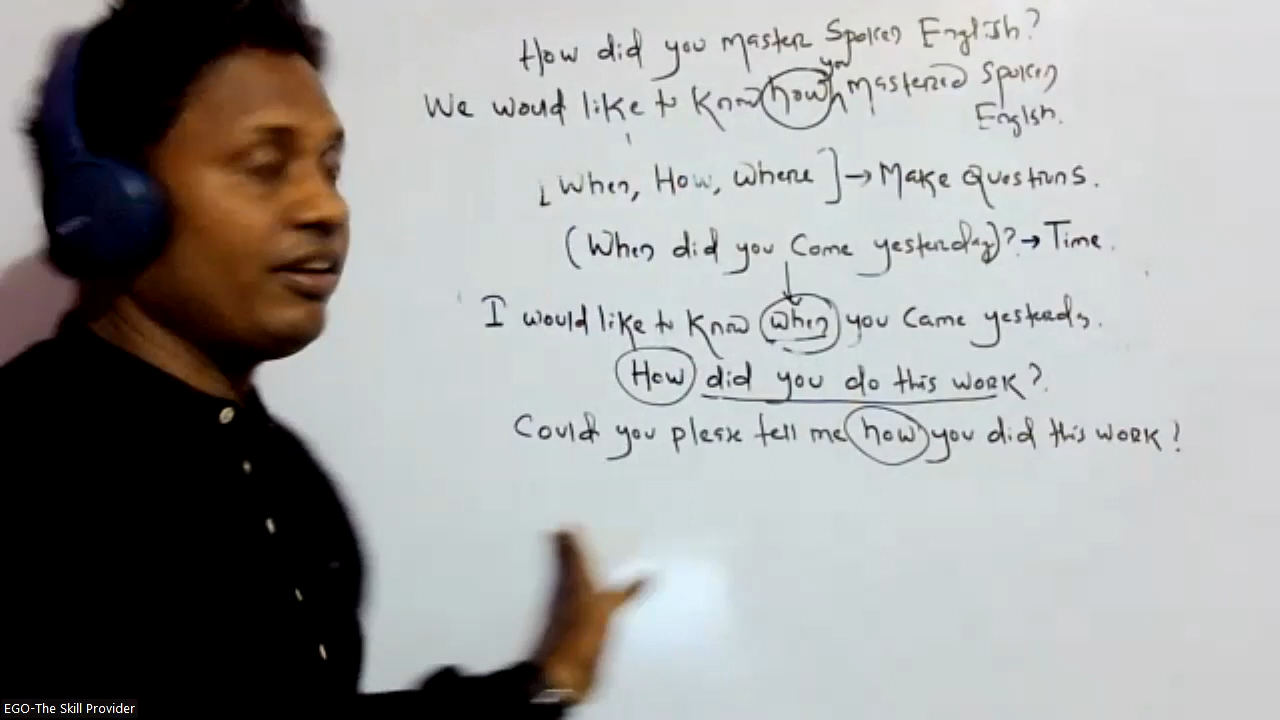 How did you master Spoken English?
We would like to know how you mastered Spoken
English.
[When, How, where] → Make Questions.
(When did you Come yesterday)? → Time.
I would like to know when you Came yesterday.
How did you do this work?
Could you please tell me how you did this work?
SONY
EGO-The Skill Provider